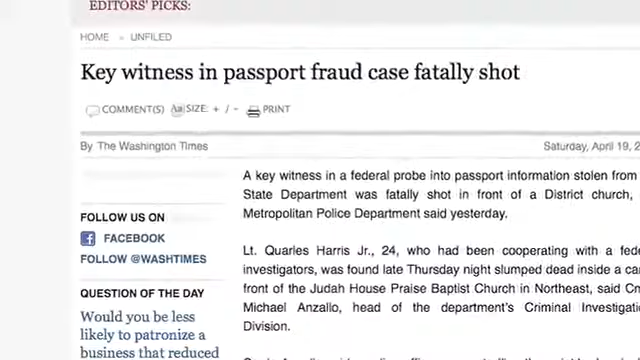 EDITORS' PICKS:
HOME » UNFILED
Key witness in passport fraud case fatally shot
COMMENT(S) Aa SIZE: + / - PRINT
By The Washington Times
Saturday, April 19, 2
A key witness in a federal probe into passport information stolen from
State Department was fatally shot in front of a District church,
Metropolitan Police Department said yesterday.
Lt. Quarles Harris Jr., 24, who had been cooperating with a fede
investigators, was found late Thursday night slumped dead inside a ca
front of the Judah House Praise Baptist Church in Northeast, said Cm
Michael Anzallo, head of the department's Criminal Investigati
Division.
FOLLOW US ON
f FACEBOOK
FOLLOW @WASHTIMES
QUESTION OF THE DAY
Would you be less
likely to patronize a
business that reduced